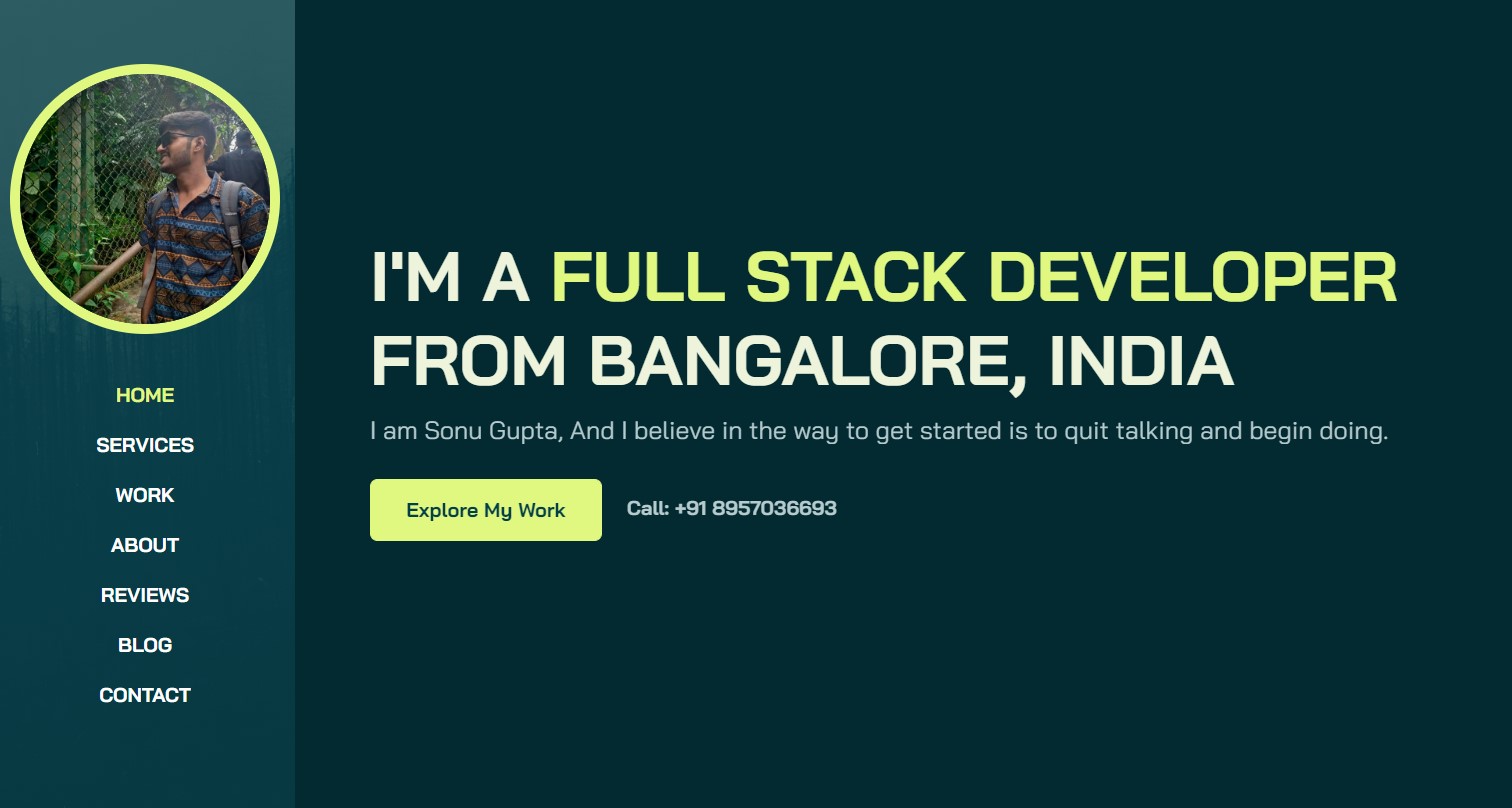 HOME
SERVICES
WORK
ABOUT
REVIEWS
BLOG
CONTACT
I'M A FULL STACK DEVELOPER
FROM BANGALORE, INDIA
I am Sonu Gupta, And I believe in the way to get started is to quit talking and begin doing.
Explore My Work
Call: +91 8957036693